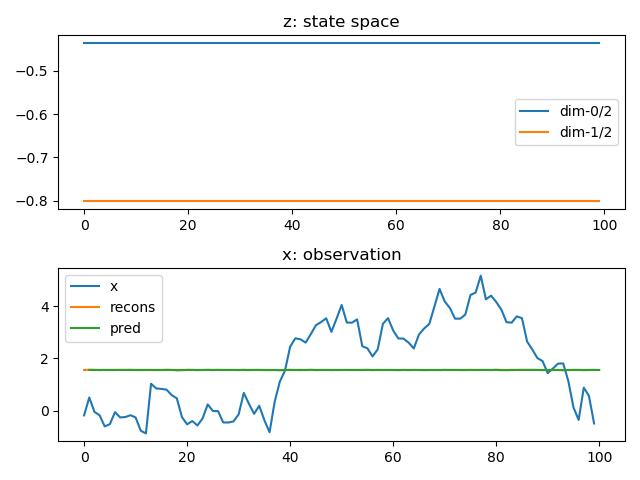 z: state space
−0.5
−0.6
−0.7
−0.8
dim-0/2
dim-1/2
0 20 40 60 80 100
x: observation
4
2
0
x
recons
pred
0 20 40 60 80 100